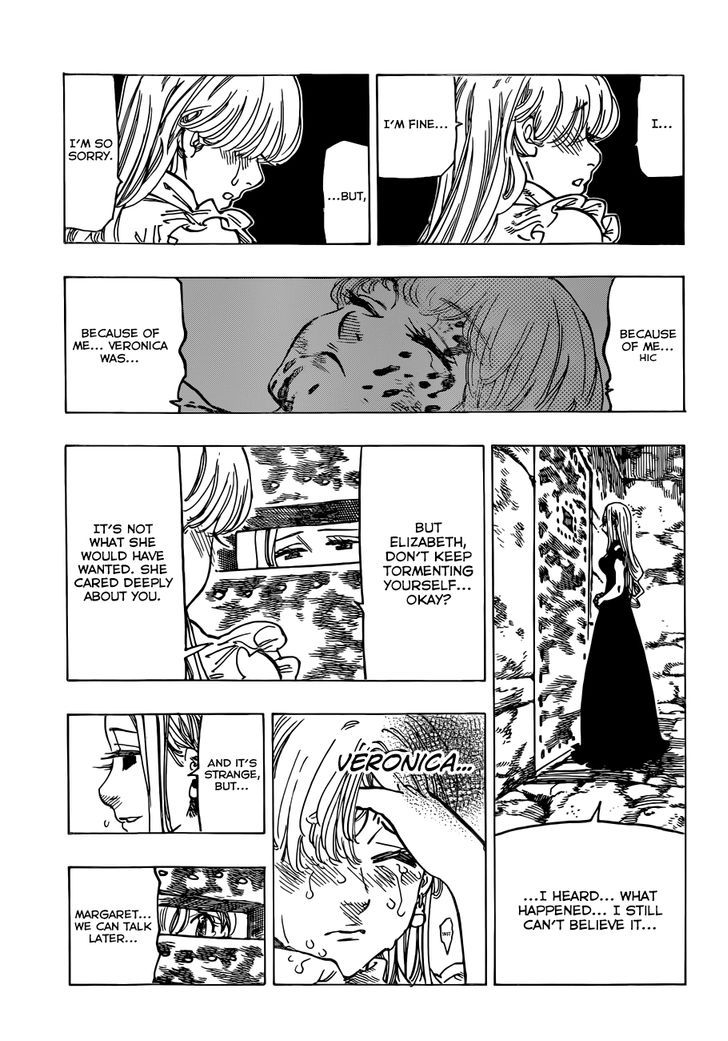 I...
I'M FINE...
...BUT,
I'M SO
SORRY.
BECAUSE
OF ME...
HIC
BECAUSE OF
ME... VERONICA
WAS...
...I HEARD... WHAT
HAPPENED... I STILL
CAN'T BELIEVE IT...
BUT
ELIZABETH,
DON'T KEEP
TORMENTING
YOURSELF...
OKAY?
IT'S NOT
WHAT SHE
WOULD HAVE
WANTED. SHE
CARED DEEPLY
ABOUT YOU.
VERONICA...
AND IT'S
STRANGE,
BUT...
MARGARET...
WE CAN TALK
LATER...